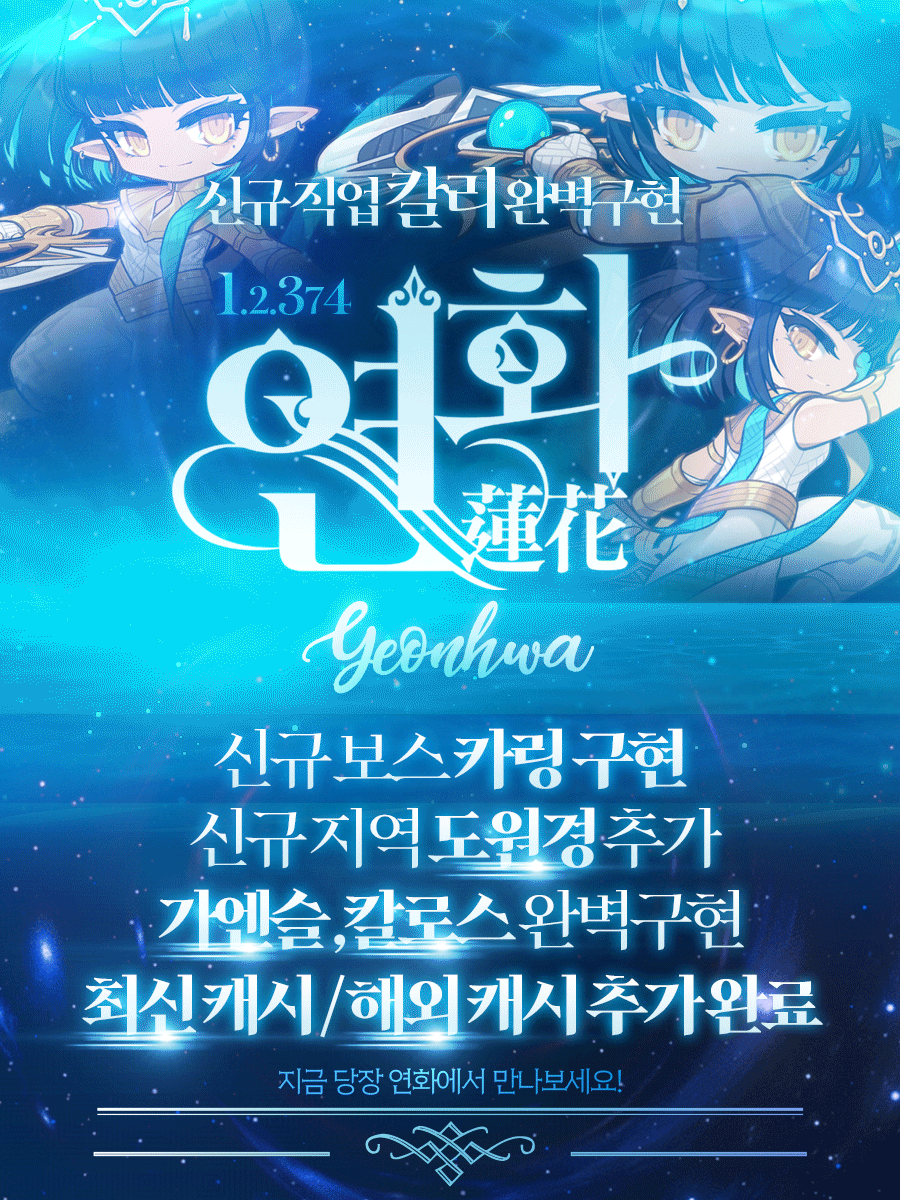 신규 직업 칼리 완벽구현
1.2.374
연화
蓮花
Yeonhwa
신규 보스 카링 구현
신규 지역 도원경 추가
가엔슬,칼로스 완벽구현
최신 캐시/해외 캐시 추가 완료
지금 당장 연화에서 만나보세요!